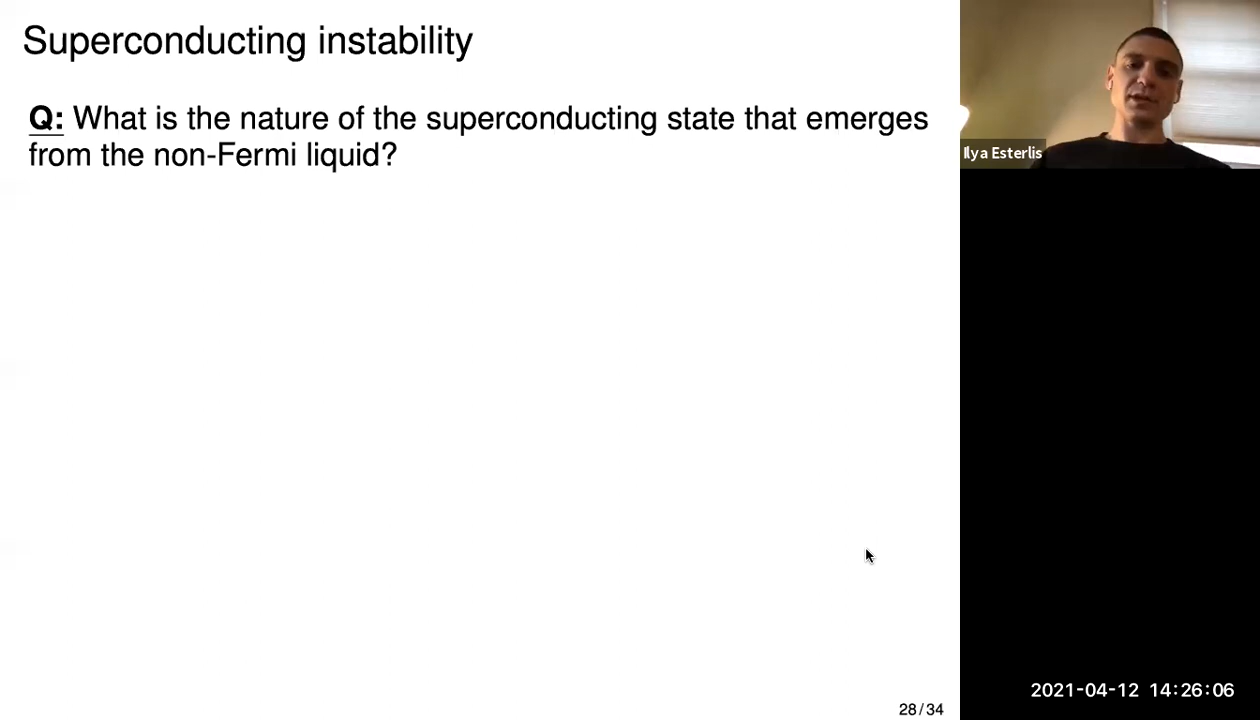 Superconducting instability
Q: What is the nature of the superconducting state that emerges
from the non-Fermi liquid?
Ilya Esterlis
2021-04-12 14:26:06
28/34